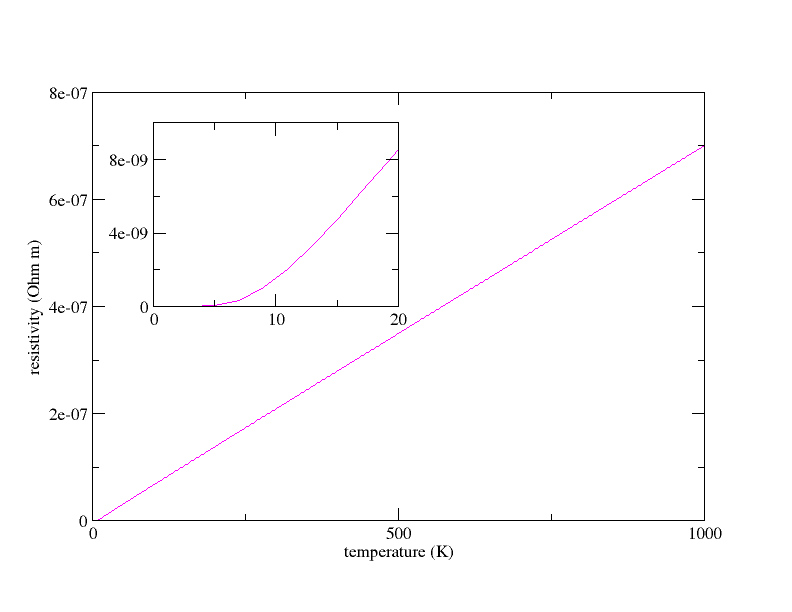 8e-07
6e-07
4e-07
2e-07
0
resistivity (Ohm m)
8e-09
4e-09
0
0 10 20
0 500 1000
temperature (K)